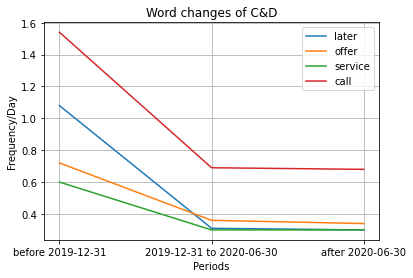 Word changes of C&D
1.6
1.4
1.2
1.0
0.8
0.6
0.4
Frequency/Day
later
offer
service
call
before 2019-12-31
2019-12-31 to 2020-06-30
after 2020-06-30
Periods